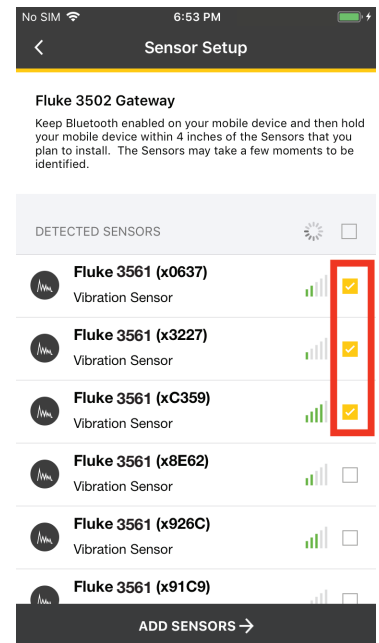 No SIM 6:53 PM
Sensor Setup
Fluke 3502 Gateway
Keep Bluetooth enabled on your mobile device and then hold
your mobile device within 4 inches of the Sensors that you
plan to install. The Sensors may take a few moments to be
identified.
DETECTED SENSORS
Fluke 3561 (x0637)
Vibration Sensor
Fluke 3561 (x3227)
Vibration Sensor
Fluke 3561 (xC359)
Vibration Sensor
Fluke 3561 (x8E62)
Vibration Sensor
Fluke 3561 (x926C)
Vibration Sensor
Fluke 3561 (x91C9)
ADD SENSORS →